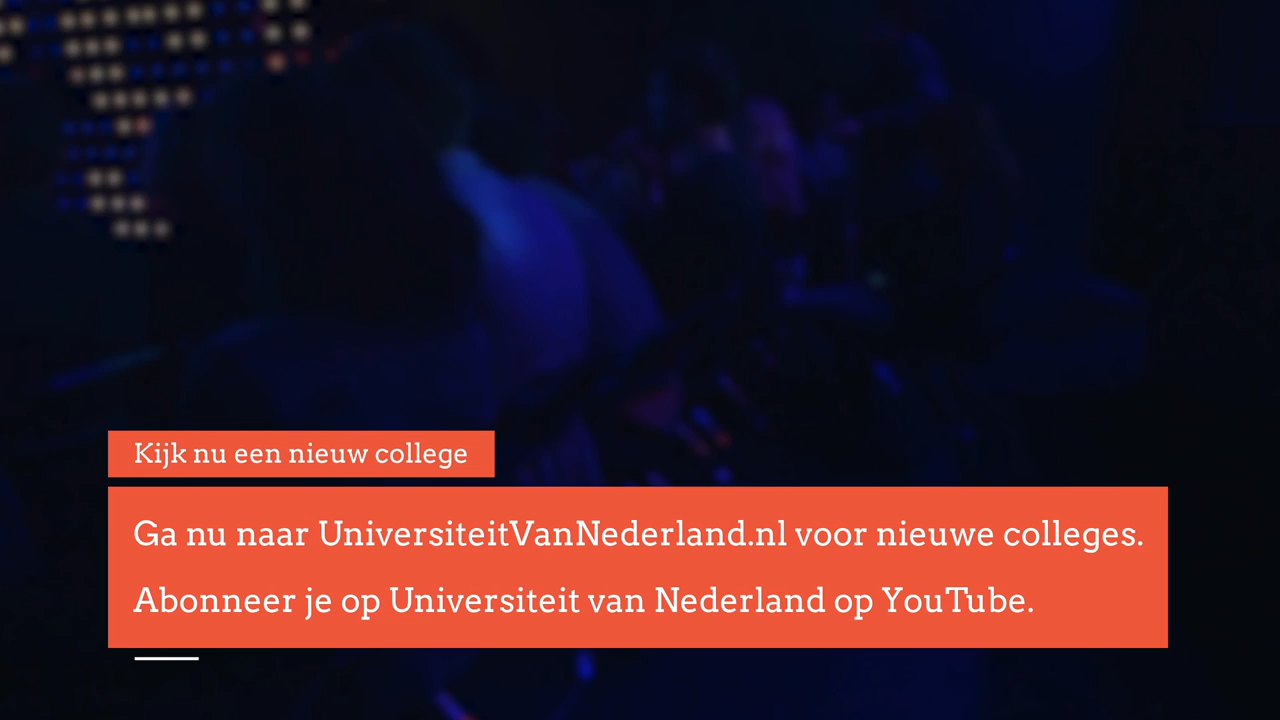 Kijk nu een nieuw college
Ga nu naar UniversiteitVanNederland.nl voor nieuwe colleges.
Abonneer je op Universiteit van Nederland op YouTube.